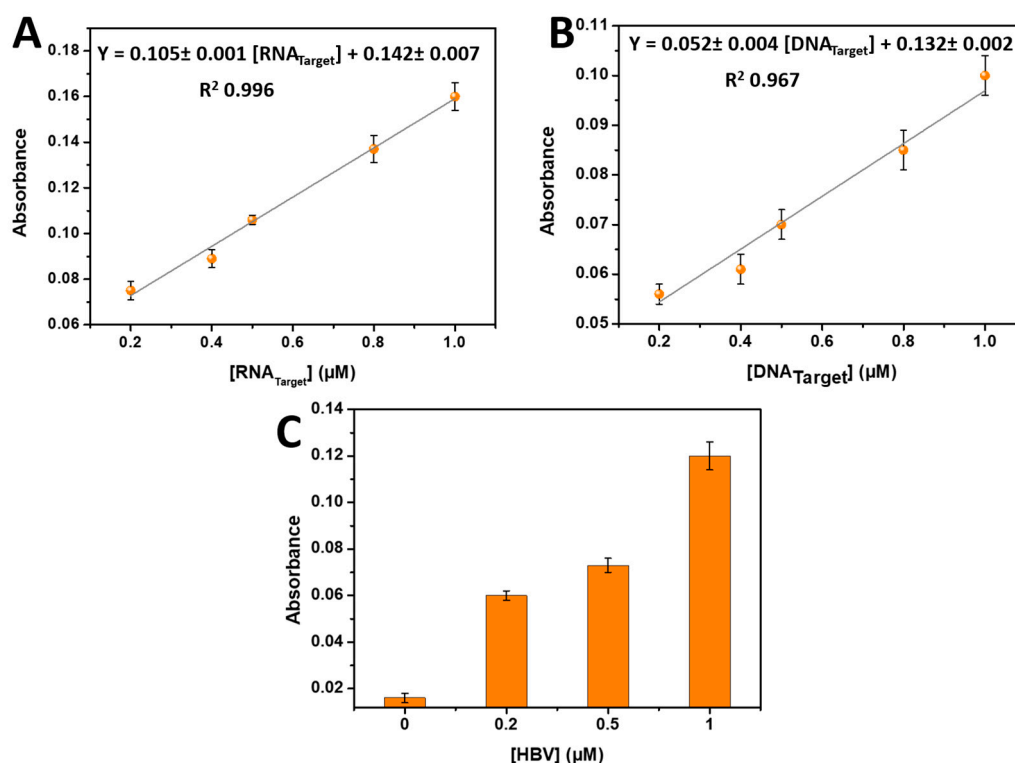 A
Y = 0.105± 0.001 [RNATarget] + 0.142± 0.007
R2 0.996
0.18
0.16
0.14
0.12
0.10
0.08
0.06
Absorbance
0.2 0.4 0.6 0.8 1.0
[RNATarget] (µM)
B
Y = 0.052± 0.004 [DNATarget] + 0.132± 0.002
R2 0.967
0.11
0.10
0.09
0.08
0.07
0.06
0.05
Absorbance
0.2 0.4 0.6 0.8 1.0
[DNATarget] (µM)
C
0.14
0.12
0.10
0.08
0.06
0.04
0.02
Absorbance
0 0.2 0.5 1
[HBV] (µM)